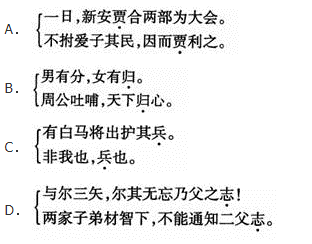 A. 一日,新安贾合两部为大会。
不拊爱子其民,因而贾利之。
B. 男有分,女有归。
周公吐哺,天下归心。
C. 有白马将出护其兵。
非我也,兵也。
D. 与尔三矢,尔其无忘乃父之志!
两家子弟材智下,不能通知二父志。